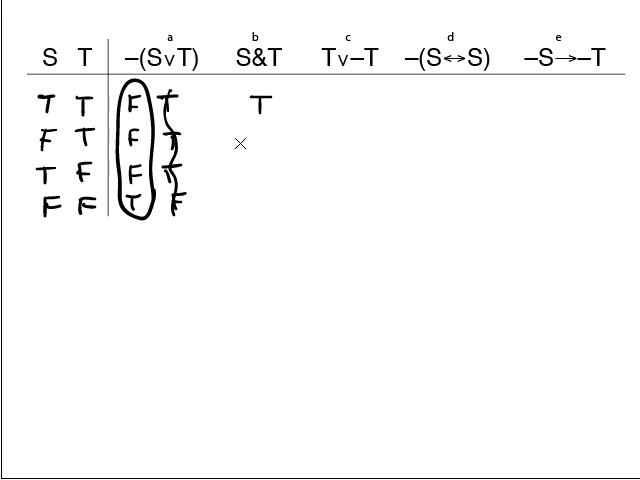 a b c d e
S T –(SvT) S&T Tv–T –(S↔S) –S→–T
T T F T T
F T F T
T F F T
F F T F